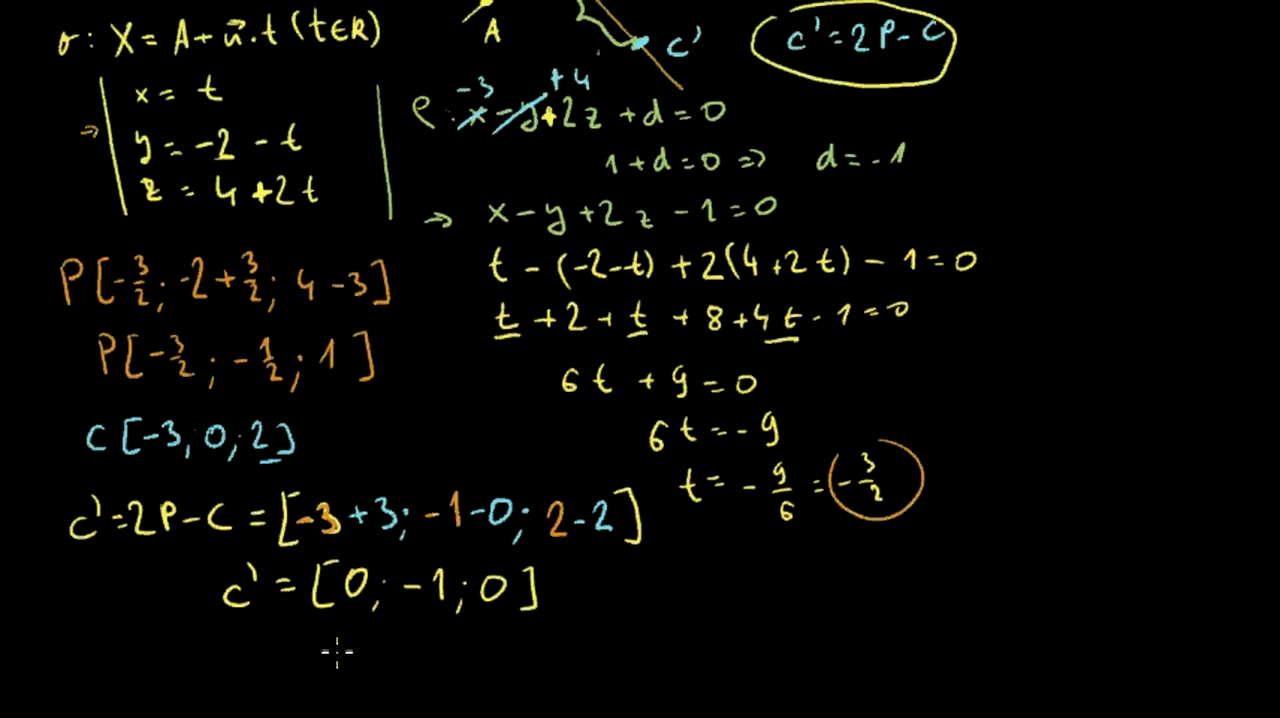 σ: X = A + u⃗·t (t∈R)
A
C'
C' = 2P - C
⇒ x = t
y = -2 - t
z = 4 + 2t
-3 +4
ρ: x - y + 2z + d = 0
1 + d = 0 ⇒ d = -1
⇒ x - y + 2z - 1 = 0
t - (-2-t) + 2(4+2t) - 1 = 0
t + 2 + t + 8 + 4t - 1 = 0
6t + 9 = 0
6t = -9
t = -9/6 = -3/2
P[-3/2; -2+3/2; 4-3]
P[-3/2; -1/2; 1]
C[-3, 0; 2]
C' = 2P - C = [-3+3; -1-0; 2-2]
C' = [0; -1; 0]